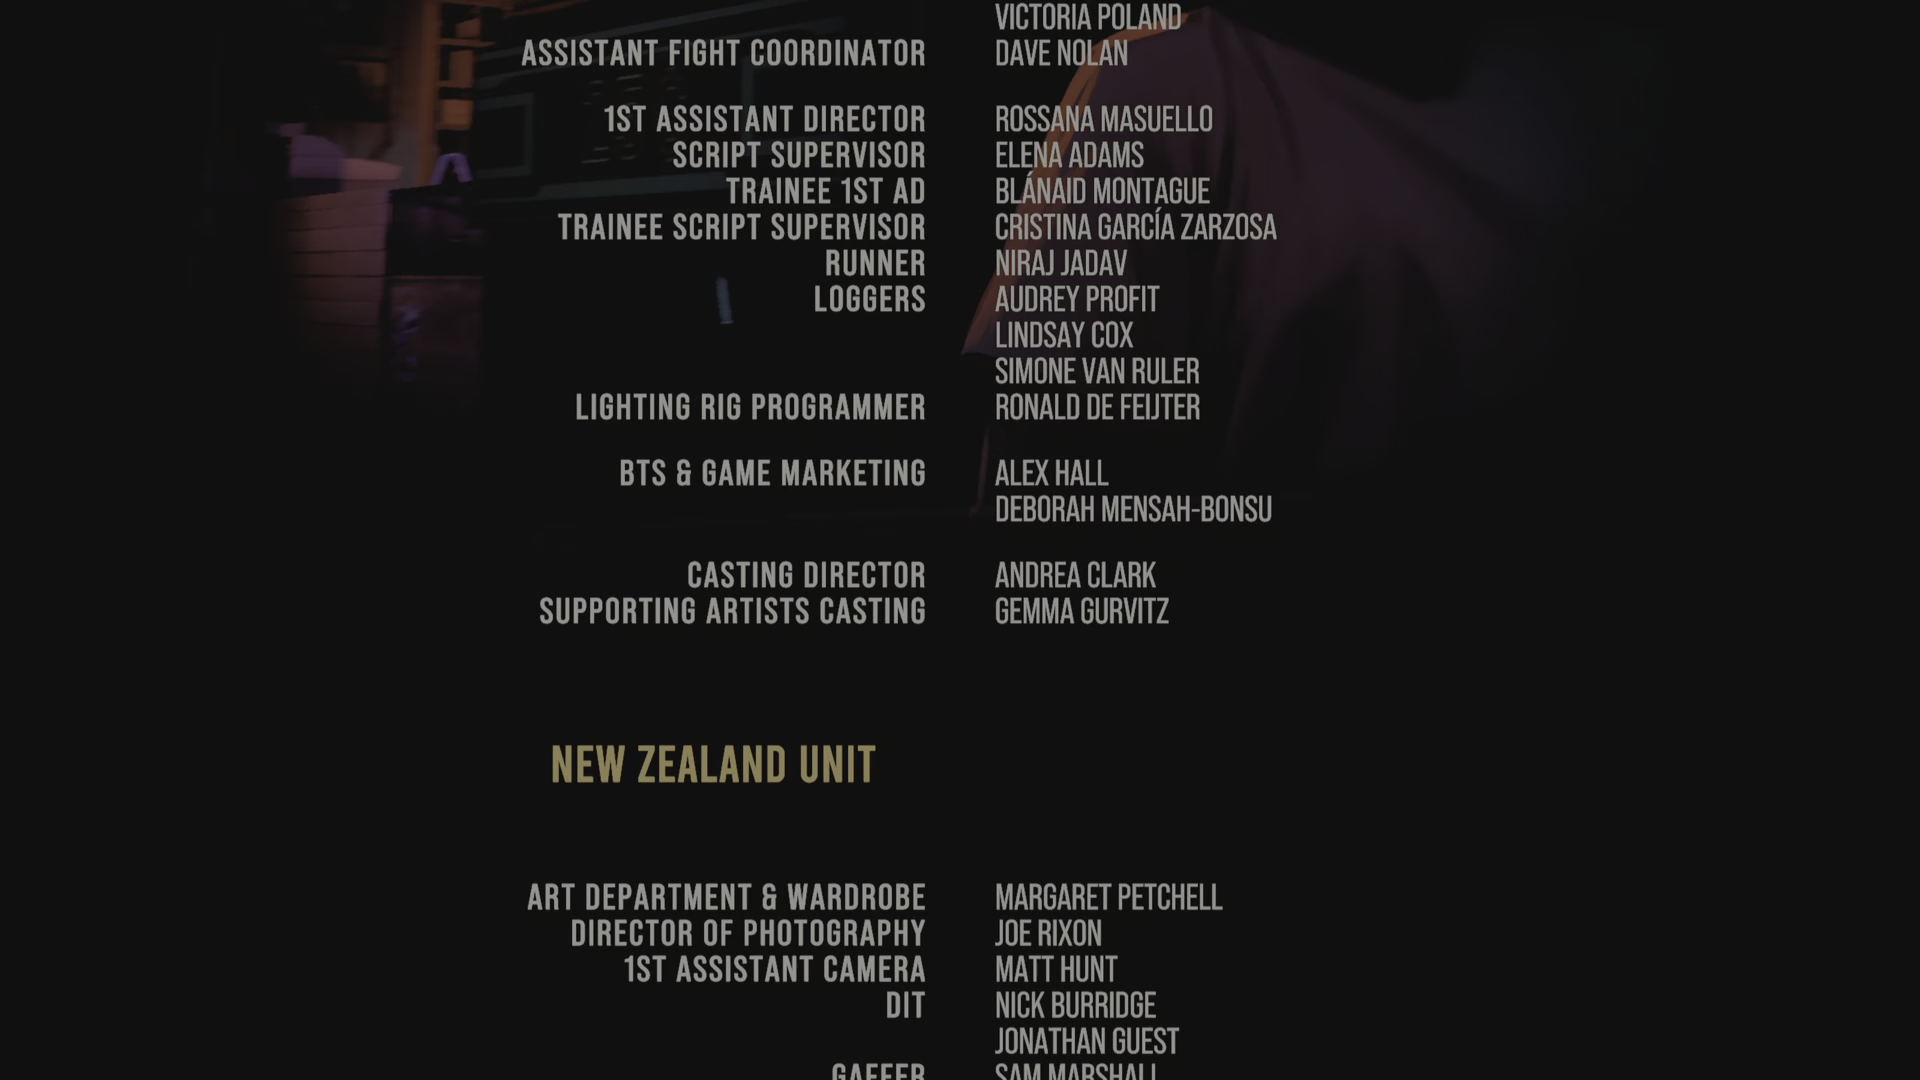 VICTORIA POLAND
ASSISTANT FIGHT COORDINATOR DAVE NOLAN
1ST ASSISTANT DIRECTOR ROSSANA MASUELLO
SCRIPT SUPERVISOR ELENA ADAMS
TRAINEE 1ST AD BLÁNAID MONTAGUE
TRAINEE SCRIPT SUPERVISOR CRISTINA GARCÍA ZARZOSA
RUNNER NIRAJ JADAV
LOGGERS AUDREY PROFIT
LINDSAY COX
SIMONE VAN RULER
LIGHTING RIG PROGRAMMER RONALD DE FEIJTER
BTS & GAME MARKETING ALEX HALL
DEBORAH MENSAH-BONSU
CASTING DIRECTOR ANDREA CLARK
SUPPORTING ARTISTS CASTING GEMMA GURVITZ
NEW ZEALAND UNIT
ART DEPARTMENT & WARDROBE MARGARET PETCHELL
DIRECTOR OF PHOTOGRAPHY JOE RIXON
1ST ASSISTANT CAMERA MATT HUNT
DIT NICK BURRIDGE
JONATHAN GUEST
GAFFER SAM MARSHALL